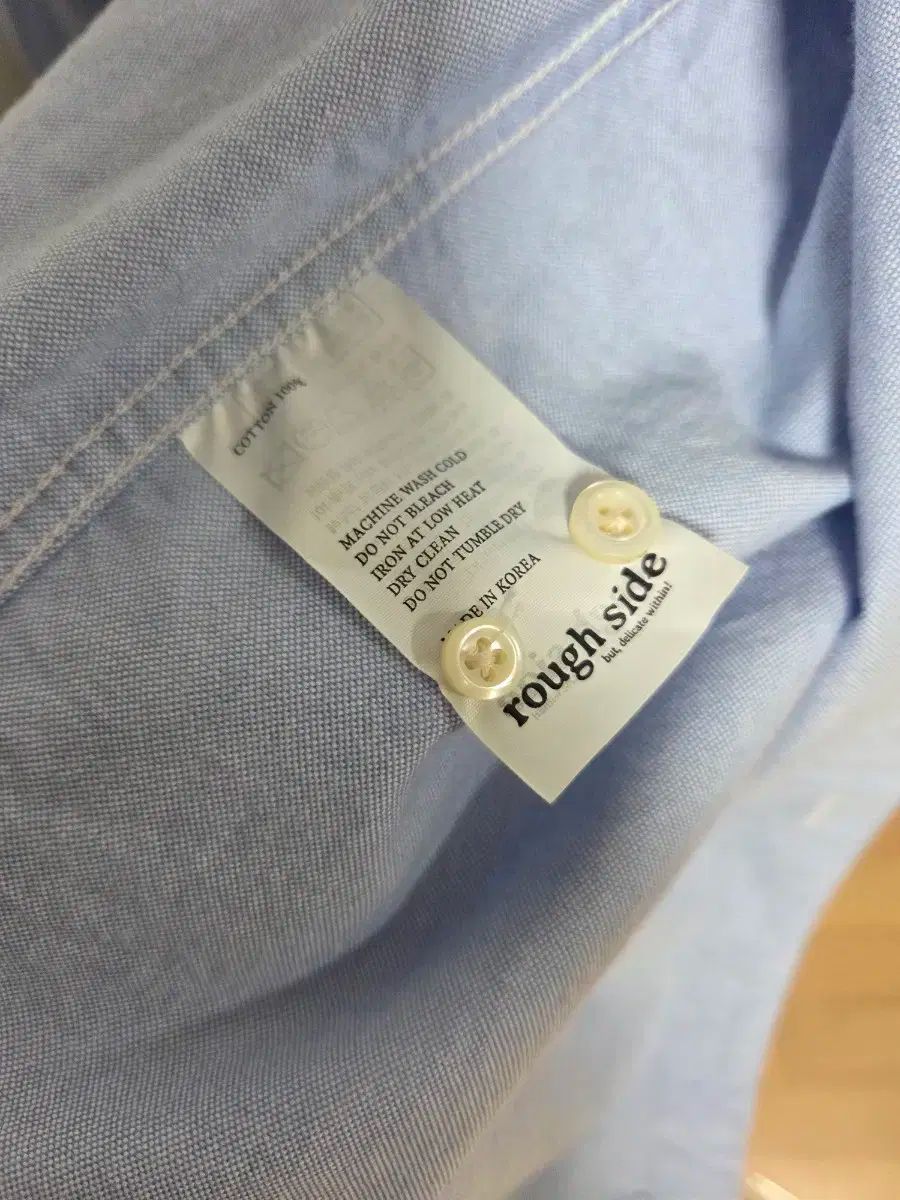 COTTON 100%
MACHINE WASH COLD
DO NOT BLEACH
IRON AT LOW HEAT
DRY CLEAN
DO NOT TUMBLE DRY
MADE IN KOREA
rough side
but, delicate within!